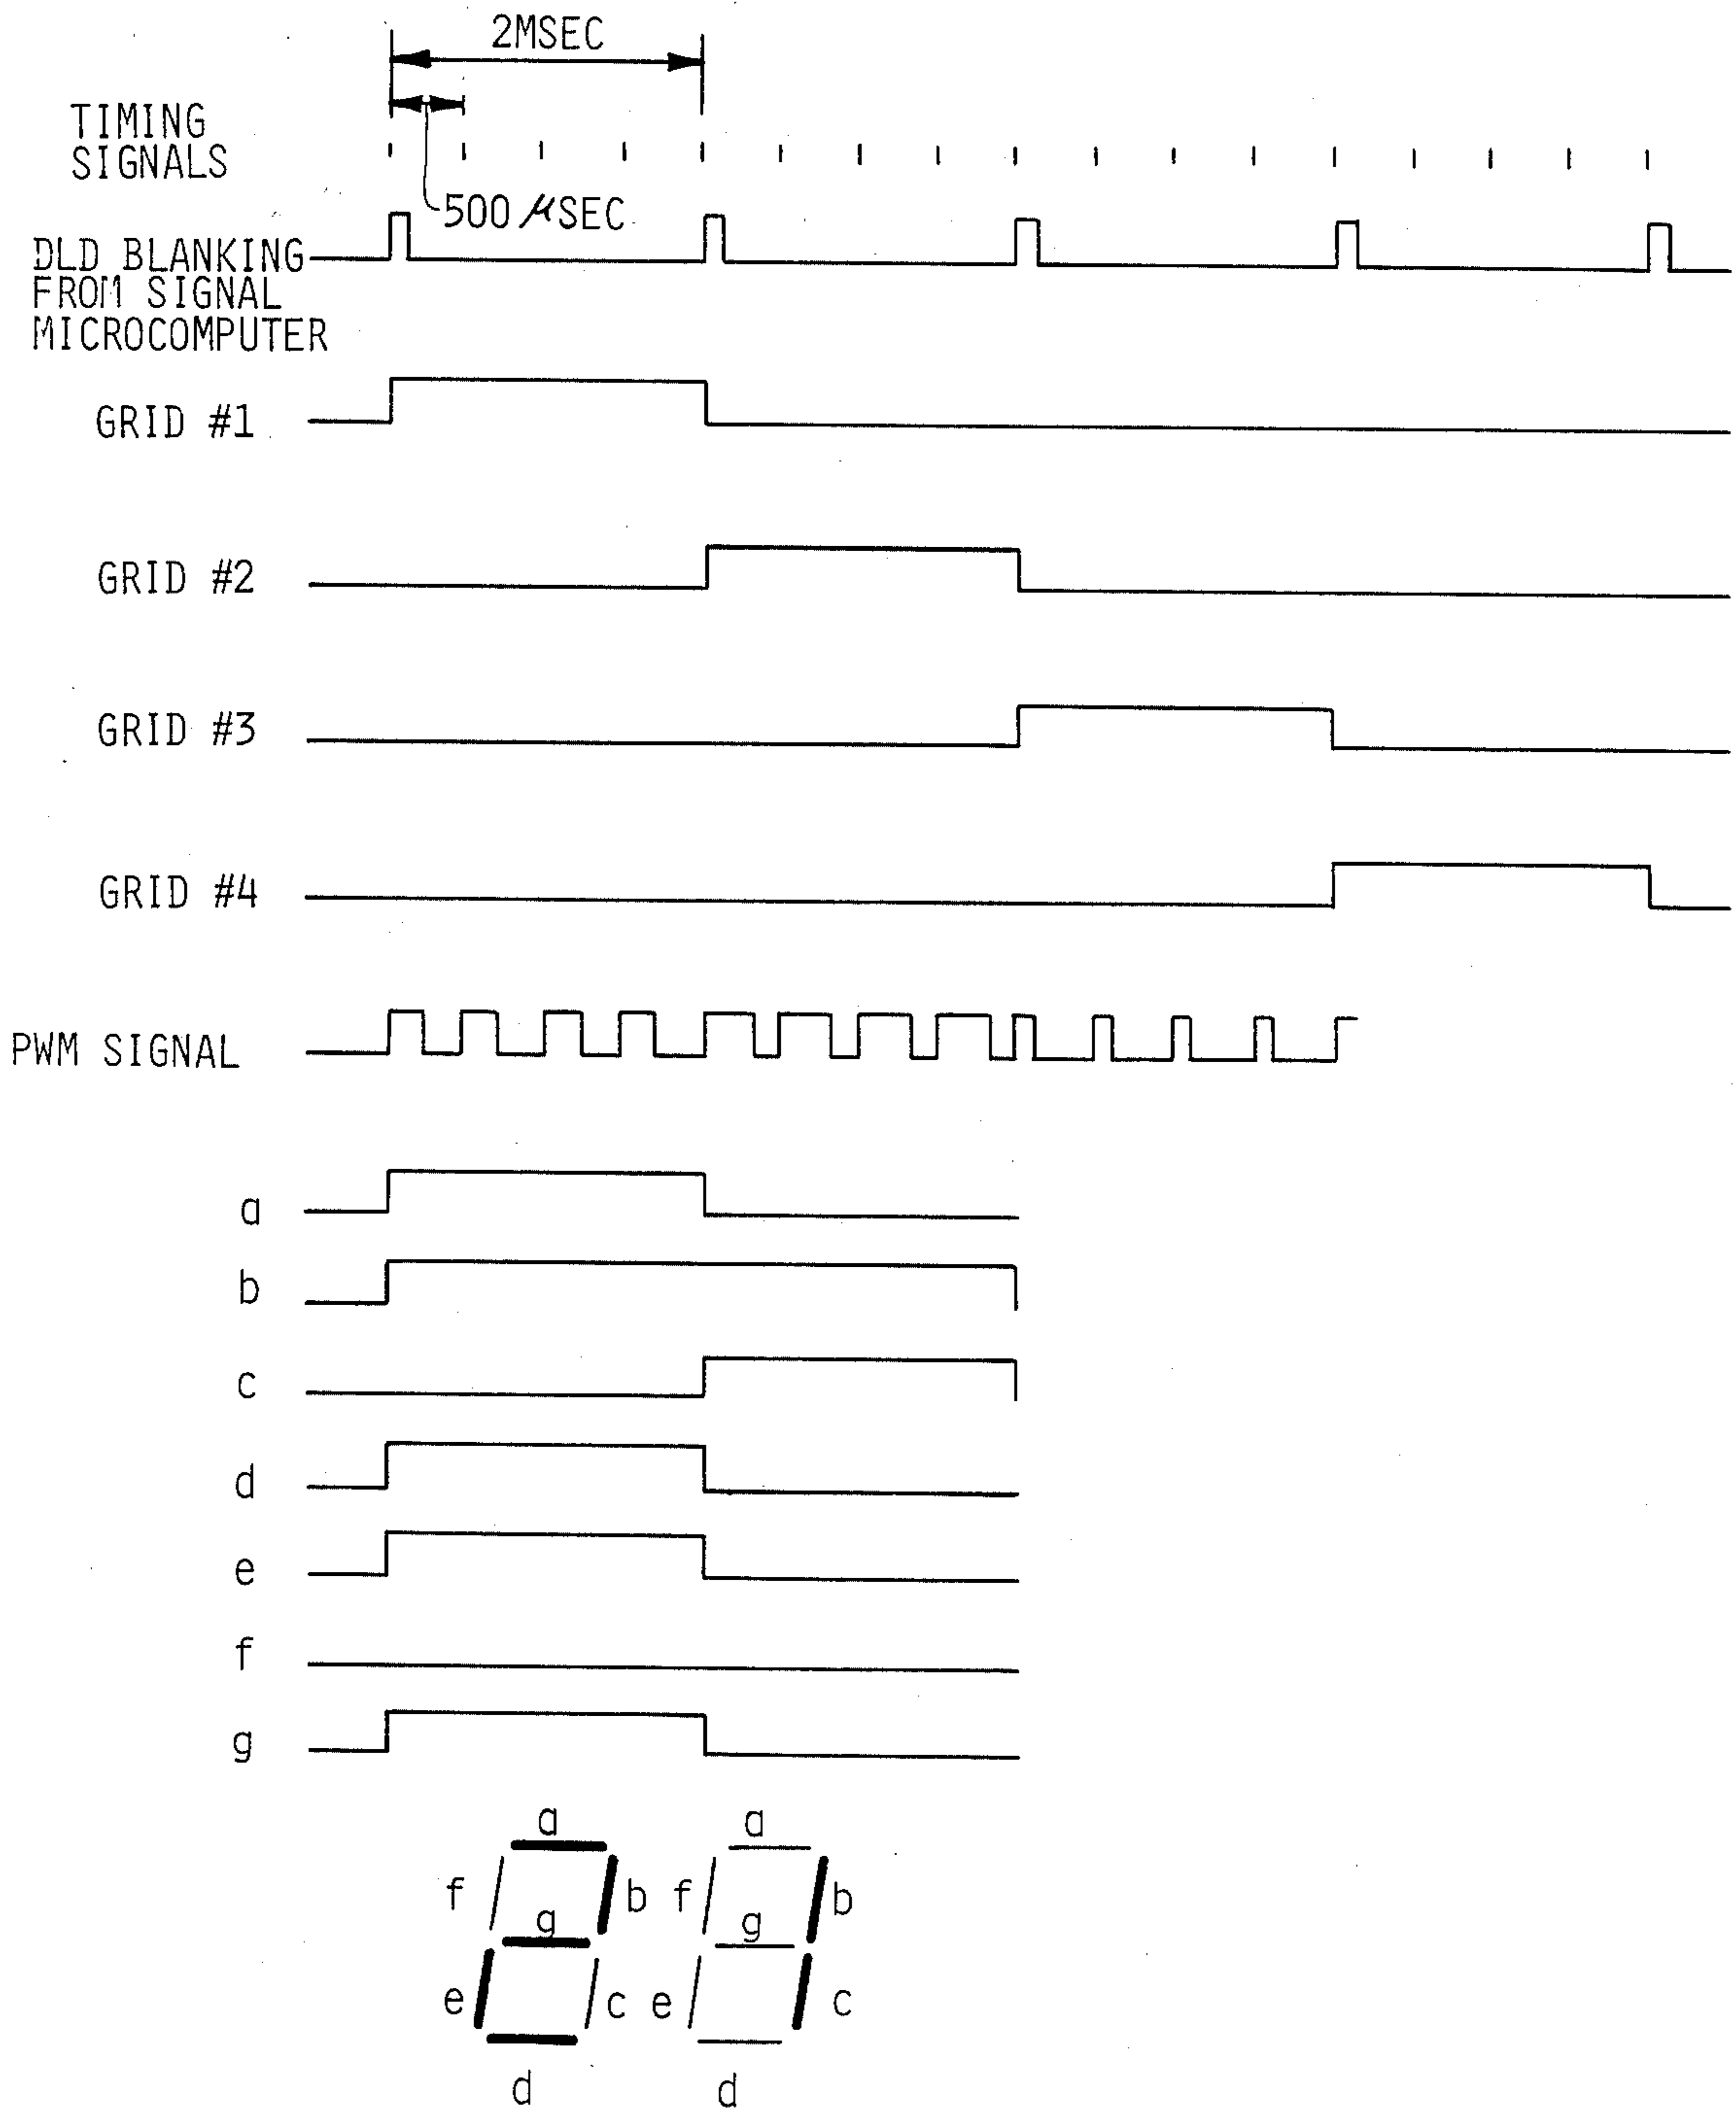 2MSEC
TIMING
SIGNALS
500 μSEC
DLD BLANKING
FROM SIGNAL
MICROCOMPUTER
GRID #1
GRID #2
GRID #3
GRID #4
PWM SIGNAL
a
b
c
d
e
f
g
a a
f b f b
g g
e c e c
d d